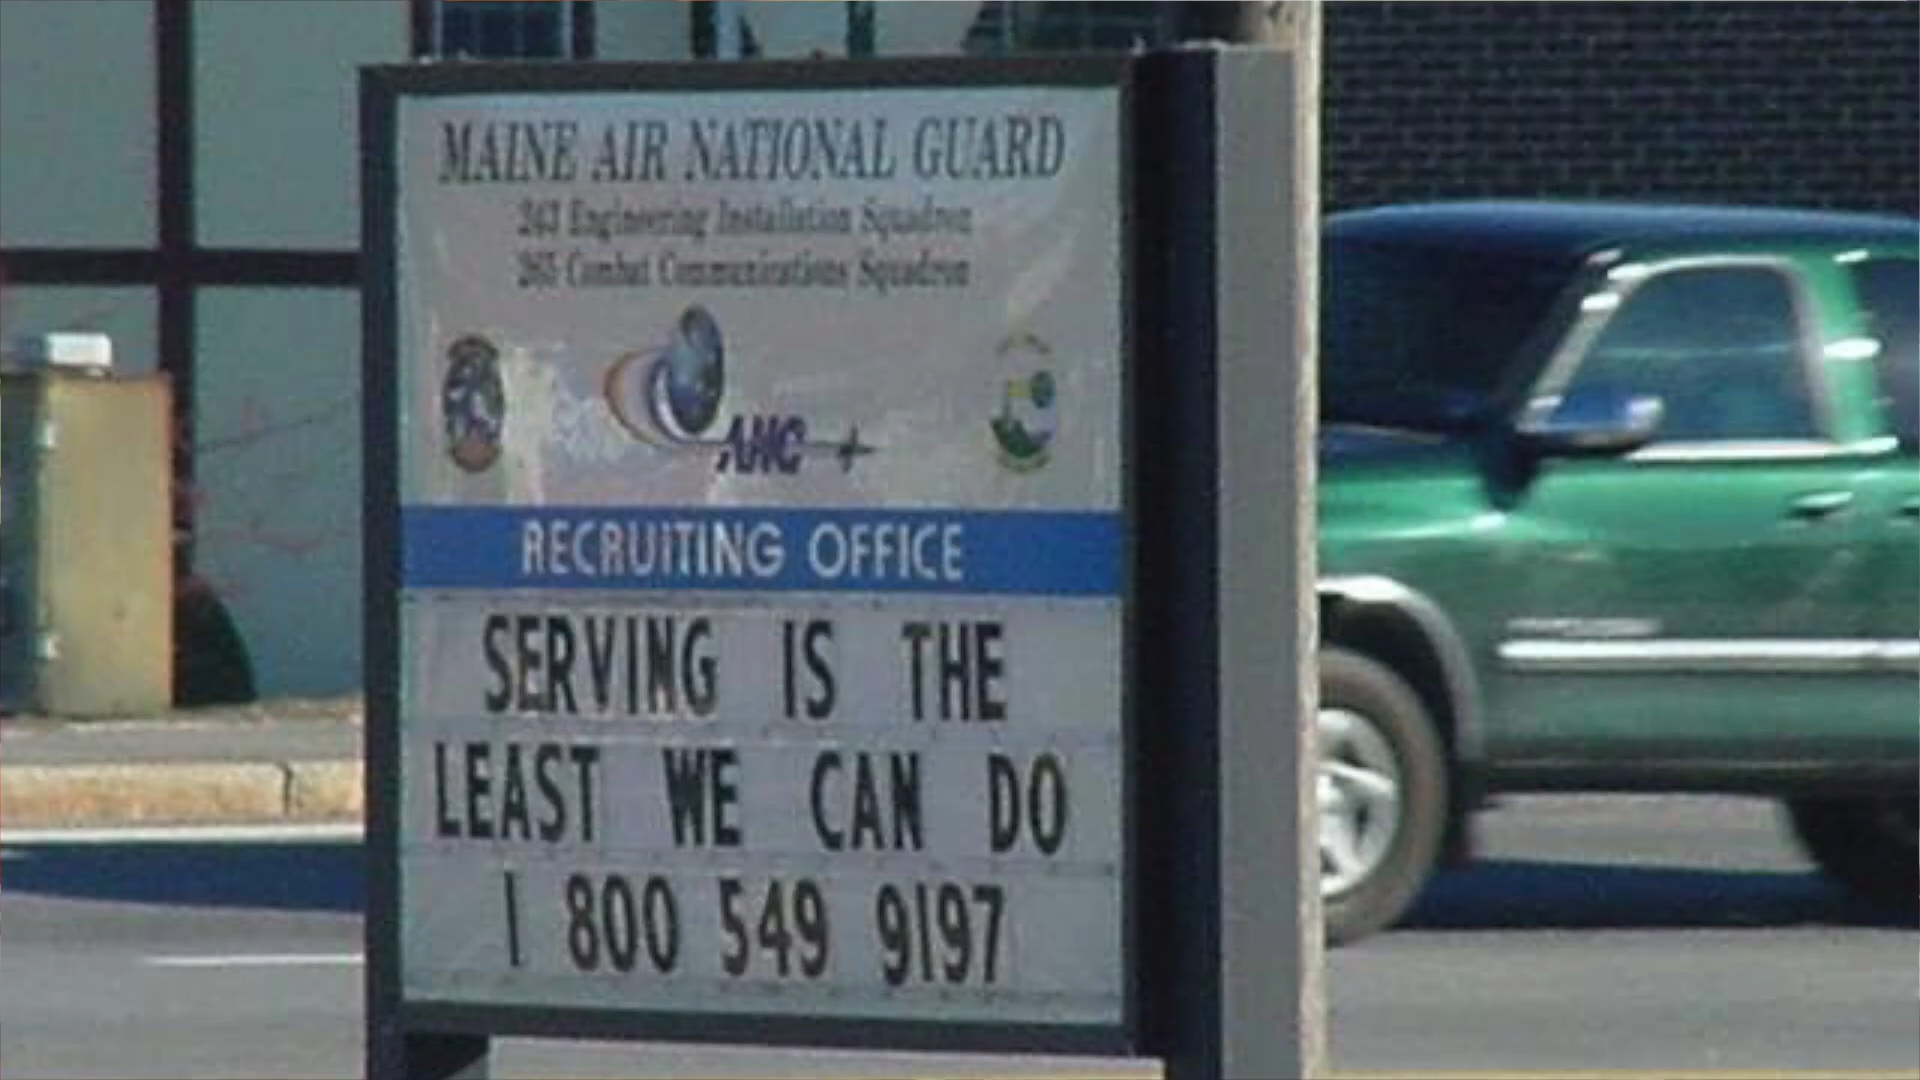 MAINE AIR NATIONAL GUARD
243 Engineering Installation Squadron
265 Combat Communications Squadron
RECRUITING OFFICE
SERVING IS THE
LEAST WE CAN DO
1 800 549 9197